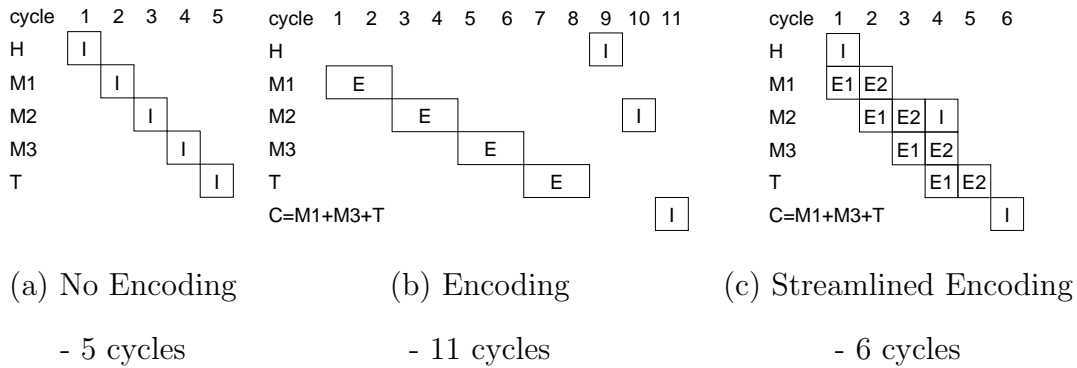 cycle 1 2 3 4 5
H I
M1 I
M2 I
M3 I
T I
(a) No Encoding
- 5 cycles
cycle 1 2 3 4 5 6 7 8 9 10 11
H I
M1 E
M2 E I
M3 E
T E
C=M1+M3+T I
(b) Encoding
- 11 cycles
cycle 1 2 3 4 5 6
H I
M1 E1 E2
M2 E1 E2 I
M3 E1 E2
T E1 E2
C=M1+M3+T I
(c) Streamlined Encoding
- 6 cycles